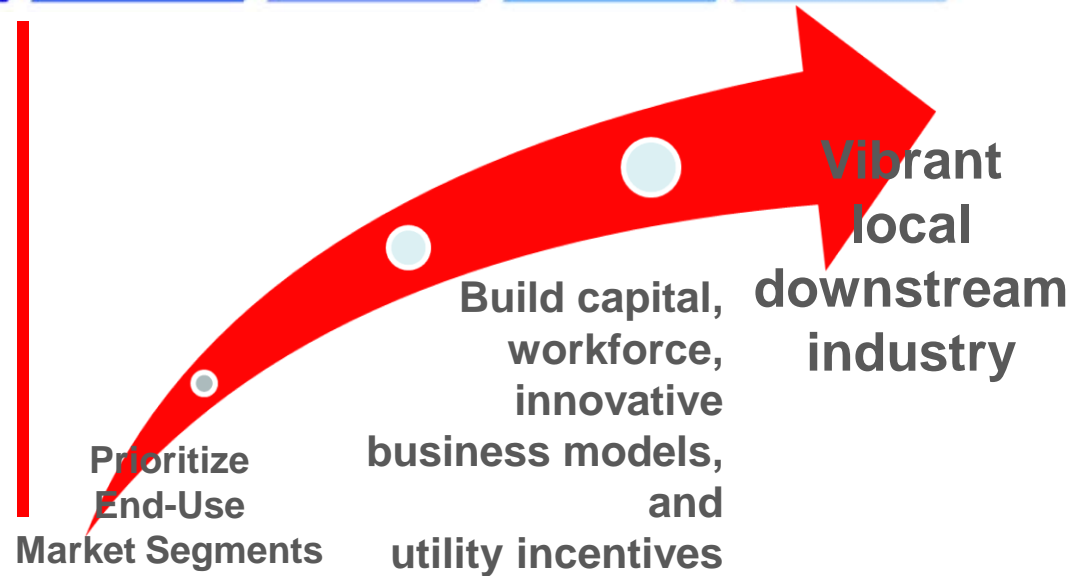 Prioritize
End-Use
Market Segments
Build capital,
workforce,
innovative
business models,
and
utility incentives
Vibrant
local
downstream
industry